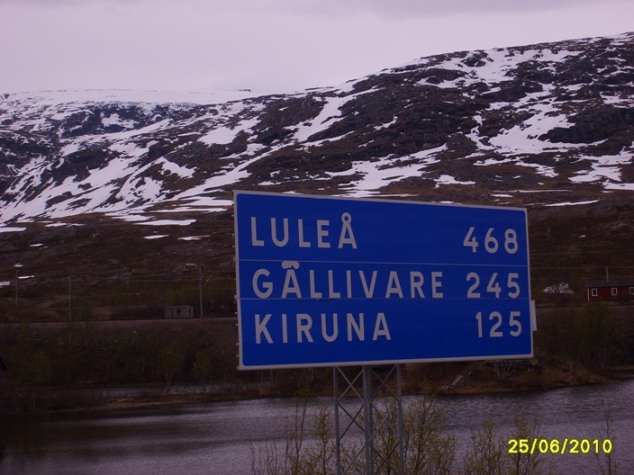 LULEÅ 468
GÄLLIVARE 245
KIRUNA 125
25/06/2010